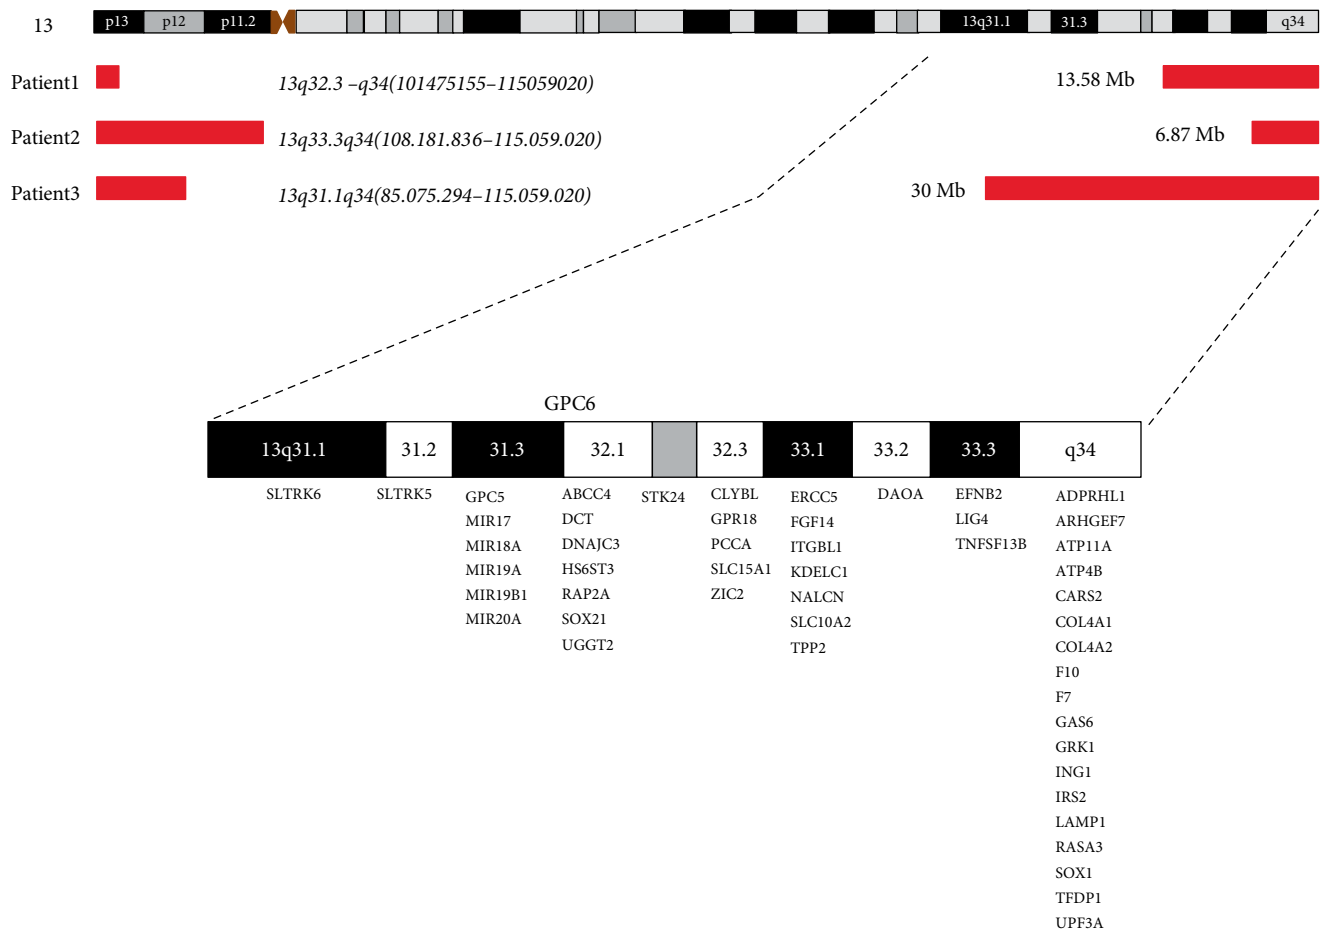 13 p13 p12 p11.2 13q31.1 31.3 q34
Patient1 13q32.3 –q34(101475155–115059020) 13.58 Mb
Patient2 13q33.3q34(108.181.836–115.059.020) 6.87 Mb
Patient3 13q31.1q34(85.075.294–115.059.020) 30 Mb
GPC6
13q31.1 31.2 31.3 32.1 32.3 33.1 33.2 33.3 q34
SLTRK6
SLTRK5
GPC5
MIR17
MIR18A
MIR19A
MIR19B1
MIR20A
ABCC4
DCT
DNAJC3
HS6ST3
RAP2A
SOX21
UGGT2
STK24
CLYBL
GPR18
PCCA
SLC15A1
ZIC2
ERCC5
FGF14
ITGBL1
KDELC1
NALCN
SLC10A2
TPP2
DAOA
EFNB2
LIG4
TNFSF13B
ADPRHL1
ARHGEF7
ATP11A
ATP4B
CARS2
COL4A1
COL4A2
F10
F7
GAS6
GRK1
ING1
IRS2
LAMP1
RASA3
SOX1
TFDP1
UPF3A